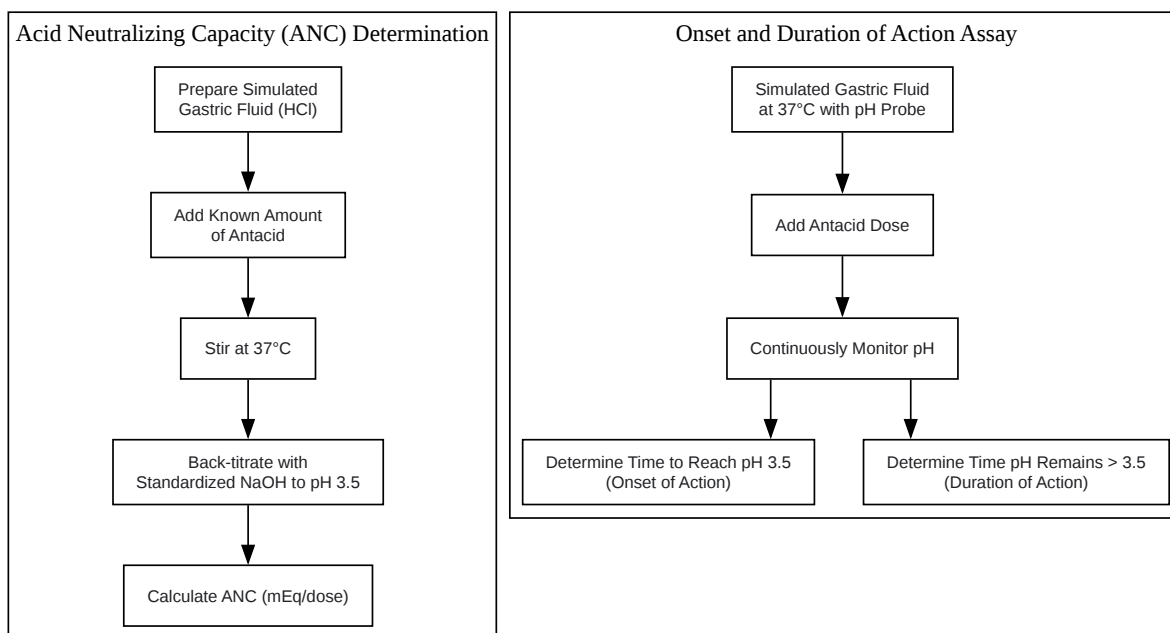 Acid Neutralizing Capacity (ANC) Determination
Prepare Simulated
Gastric Fluid (HCl)
Add Known Amount
of Antacid
Stir at 37°C
Back-titrate with
Standardized NaOH to pH 3.5
Calculate ANC (mEq/dose)
Onset and Duration of Action Assay
Simulated Gastric Fluid
at 37°C with pH Probe
Add Antacid Dose
Continuously Monitor pH
Determine Time to Reach pH 3.5
(Onset of Action)
Determine Time pH Remains > 3.5
(Duration of Action)